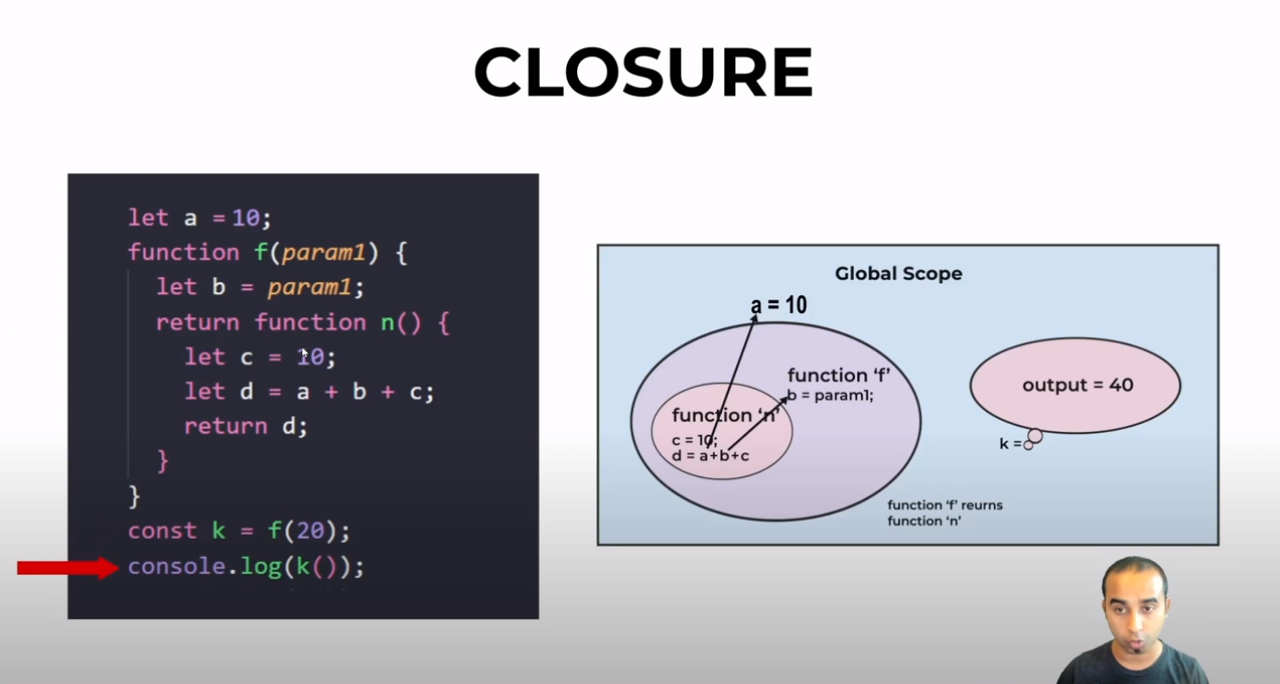 CLOSURE
let a = 10;
function f(param1) {
let b = param1;
return function n() {
let c = 10;
let d = a + b + c;
return d;
}
}
const k = f(20);
console.log(k());
Global Scope
a = 10
function ‘f’
b = param1;
function ‘n’
c = 10;
d = a+b+c
output = 40
k =
function ‘f’ reurns
function ‘n’